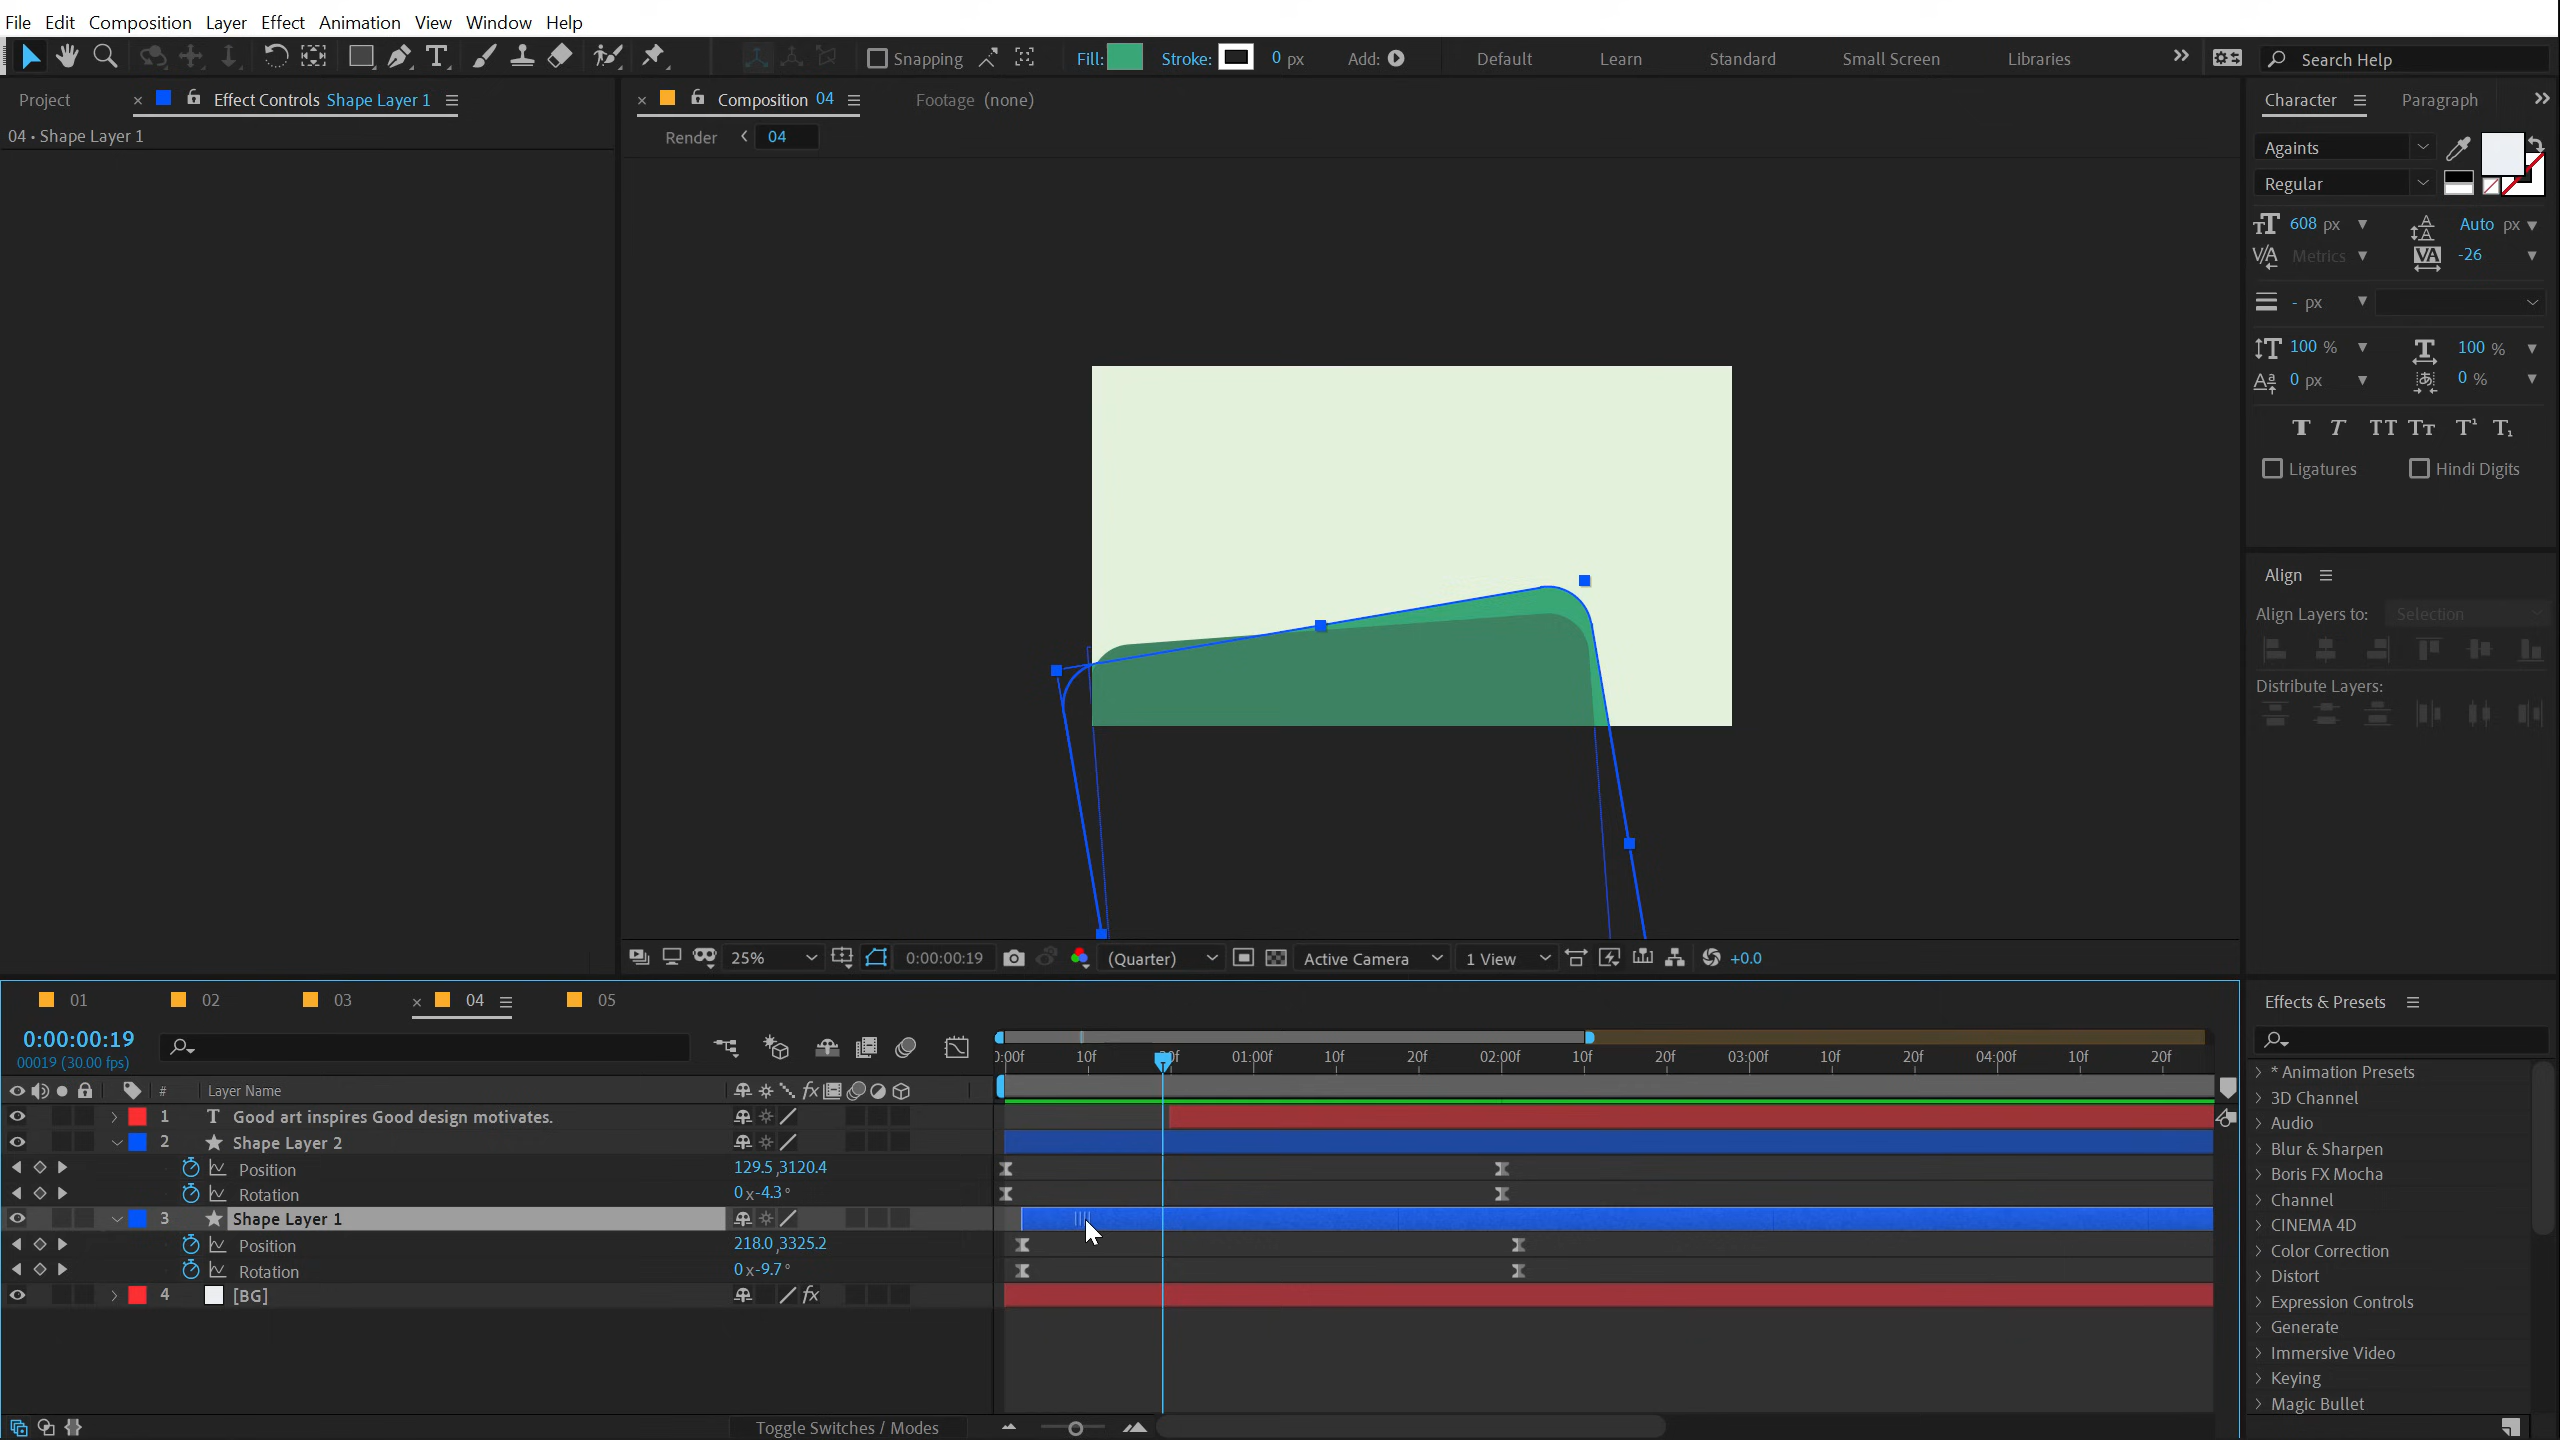 File Edit Composition Layer Effect Animation View Window Help
Snapping Fill: Stroke: 0 px Add: Default Learn Standard Small Screen Libraries Search Help
Project Effect Controls Shape Layer 1 Composition 04 Footage (none) Character Paragraph
04 • Shape Layer 1 Render 04
Againts
Regular
608 px Auto px
Metrics -26
- px
100 % 100 %
0 px 0 %
Ligatures Hindi Digits
Align
Align Layers to: Selection
Distribute Layers:
25% 0:00:00:19 (Quarter) Active Camera 1 View +0.0
01 02 03 04 05 Effects & Presets
0:00:00:19
00019 (30.00 fps)
0:00f 10f 20f 01:00f 10f 20f 02:00f 10f 20f 03:00f 10f 20f 04:00f 10f 20f
# Layer Name fx
1 T Good art inspires Good design motivates.
2 Shape Layer 2
Position 129.5,3120.4
Rotation 0x-4.3°
3 Shape Layer 1
Position 218.0,3325.2
Rotation 0x-9.7°
4 [BG] fx
Toggle Switches / Modes
* Animation Presets
3D Channel
Audio
Blur & Sharpen
Boris FX Mocha
Channel
CINEMA 4D
Color Correction
Distort
Expression Controls
Generate
Immersive Video
Keying
Magic Bullet